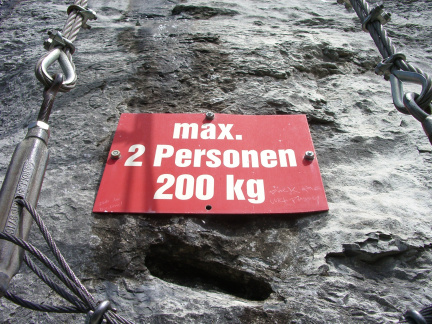 max.
2 Personen
200 kg